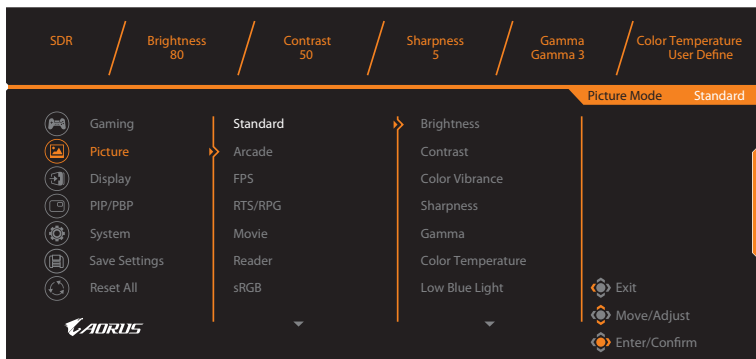 SDR
Brightness
80
Contrast
50
Sharpness
5
Gamma
Gamma 3
Color Temperature
User Define
Picture Mode Standard
Gaming
Picture
Display
PIP/PBP
System
Save Settings
Reset All
Standard
Arcade
FPS
RTS/RPG
Movie
Reader
sRGB
Brightness
Contrast
Color Vibrance
Sharpness
Gamma
Color Temperature
Low Blue Light
Exit
Move/Adjust
Enter/Confirm
AORUS